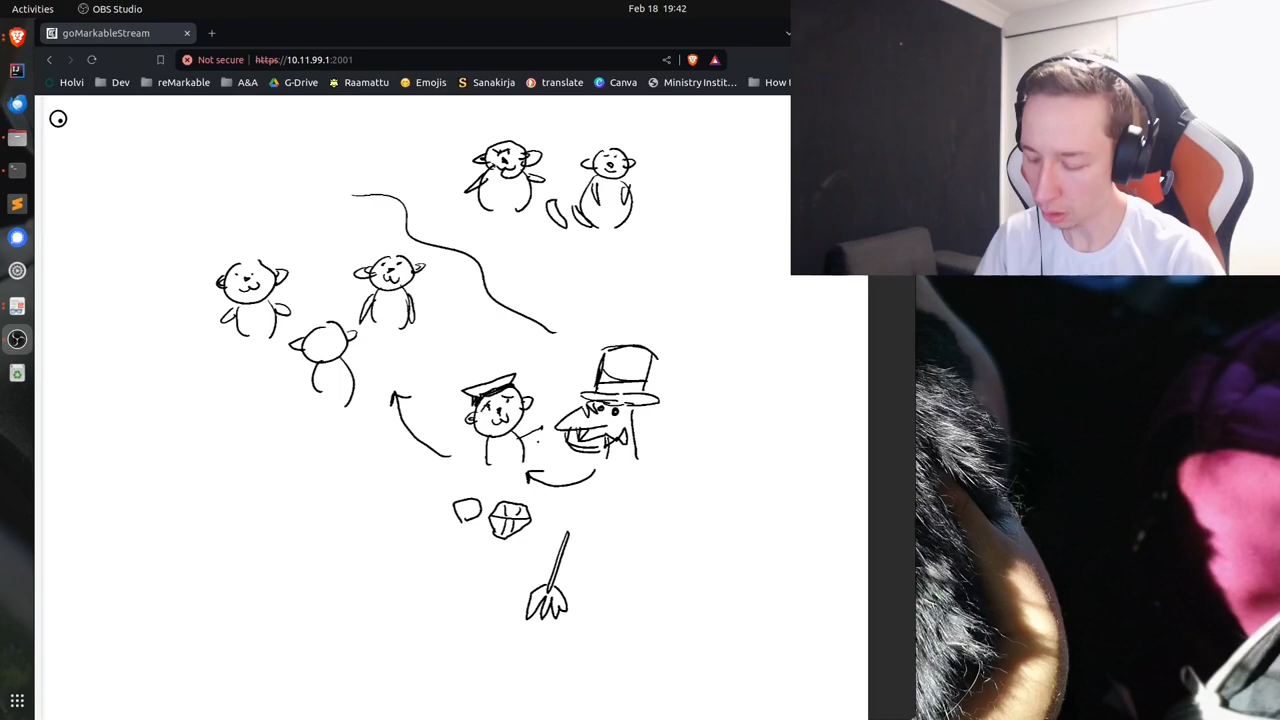 Activities
OBS Studio
Feb 18 19:42
goMarkableStream
Not secure
https://10.11.99.1:2001
Holvi
Dev
reMarkable
A&A
G-Drive
Raamattu
Emojis
Sanakirja
translate
Canva
Ministry Instit...
How t